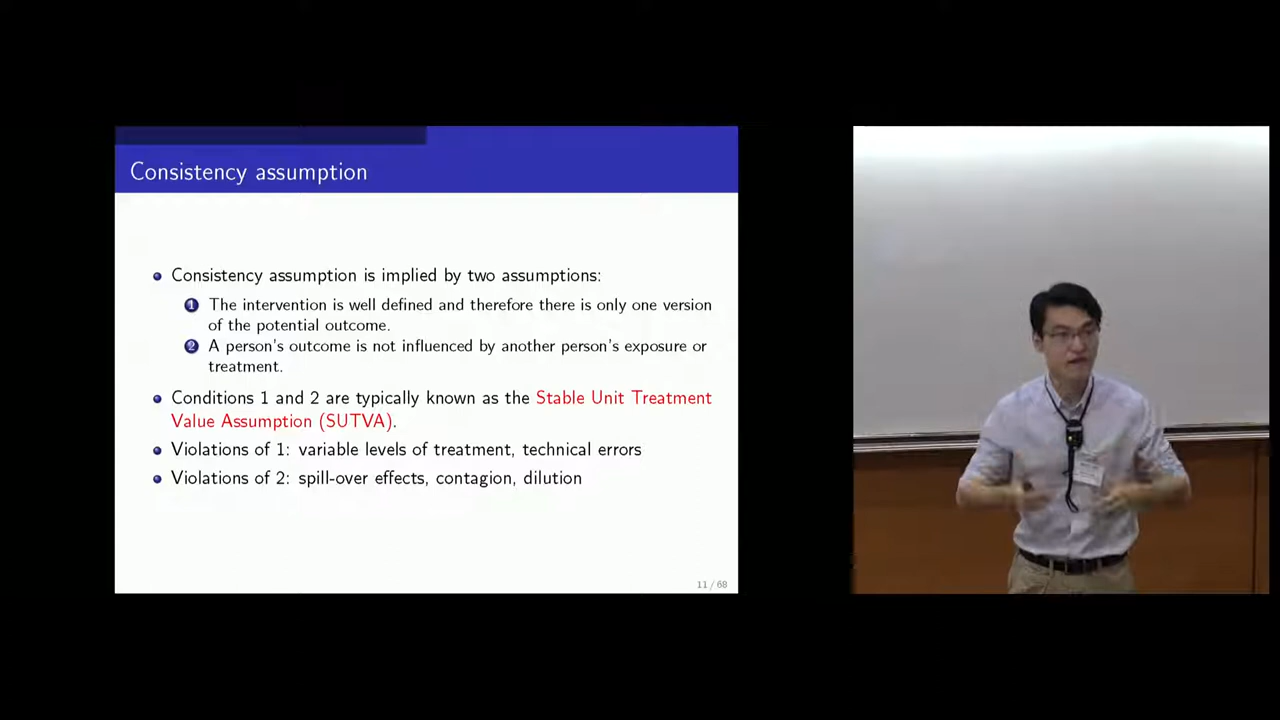 Consistency assumption
Consistency assumption is implied by two assumptions:
1 The intervention is well defined and therefore there is only one version
of the potential outcome.
2 A person's outcome is not influenced by another person's exposure or
treatment.
Conditions 1 and 2 are typically known as the Stable Unit Treatment
Value Assumption (SUTVA).
Violations of 1: variable levels of treatment, technical errors
Violations of 2: spill-over effects, contagion, dilution
11 / 68